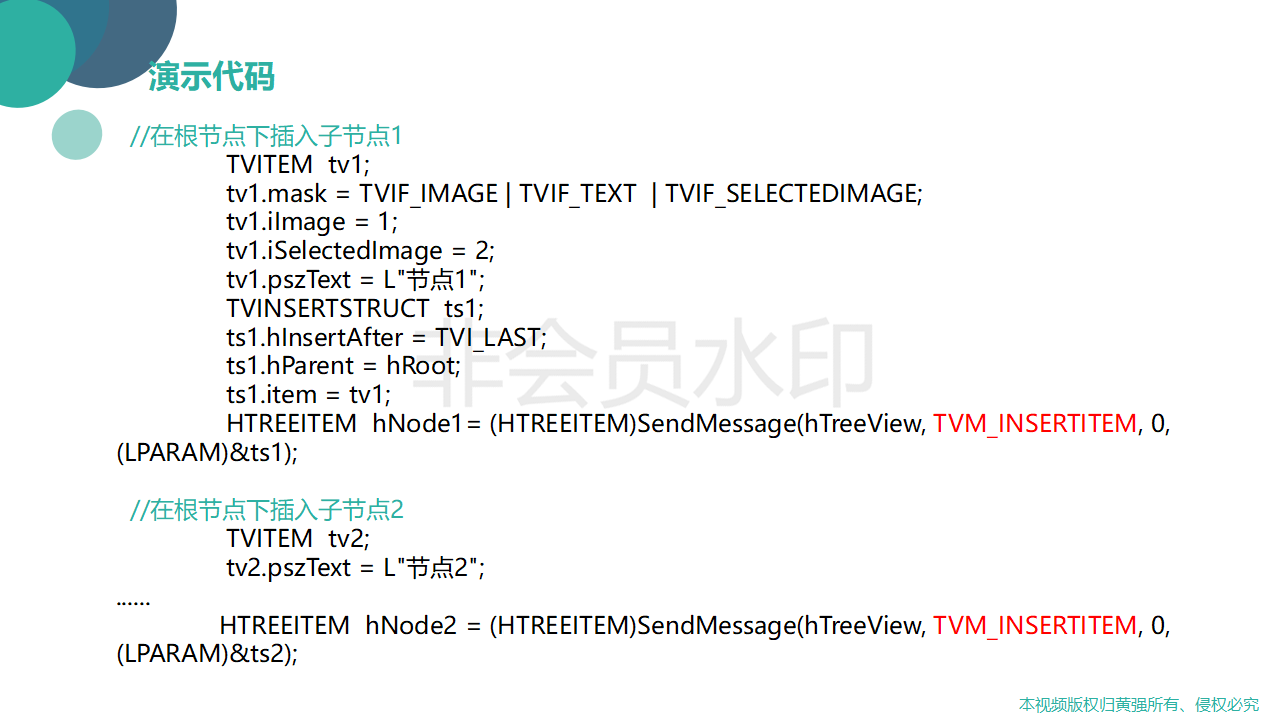 演示代码
//在根节点下插入子节点1
TVITEM tv1;
tv1.mask = TVIF_IMAGE | TVIF_TEXT | TVIF_SELECTEDIMAGE;
tv1.iImage = 1;
tv1.iSelectedImage = 2;
tv1.pszText = L"节点1";
TVINSERTSTRUCT ts1;
ts1.hInsertAfter = TVI_LAST;
ts1.hParent = hRoot;
ts1.item = tv1;
非会员水印
HTREEITEM hNode1= (HTREEITEM)SendMessage(hTreeView, TVM_INSERTITEM, 0,
(LPARAM)&ts1);
//在根节点下插入子节点2
TVITEM tv2;
tv2.pszText = L"节点2";
......
HTREEITEM hNode2 = (HTREEITEM)SendMessage(hTreeView, TVM_INSERTITEM, 0,
(LPARAM)&ts2);
本视频版权归黄强所有、侵权必究